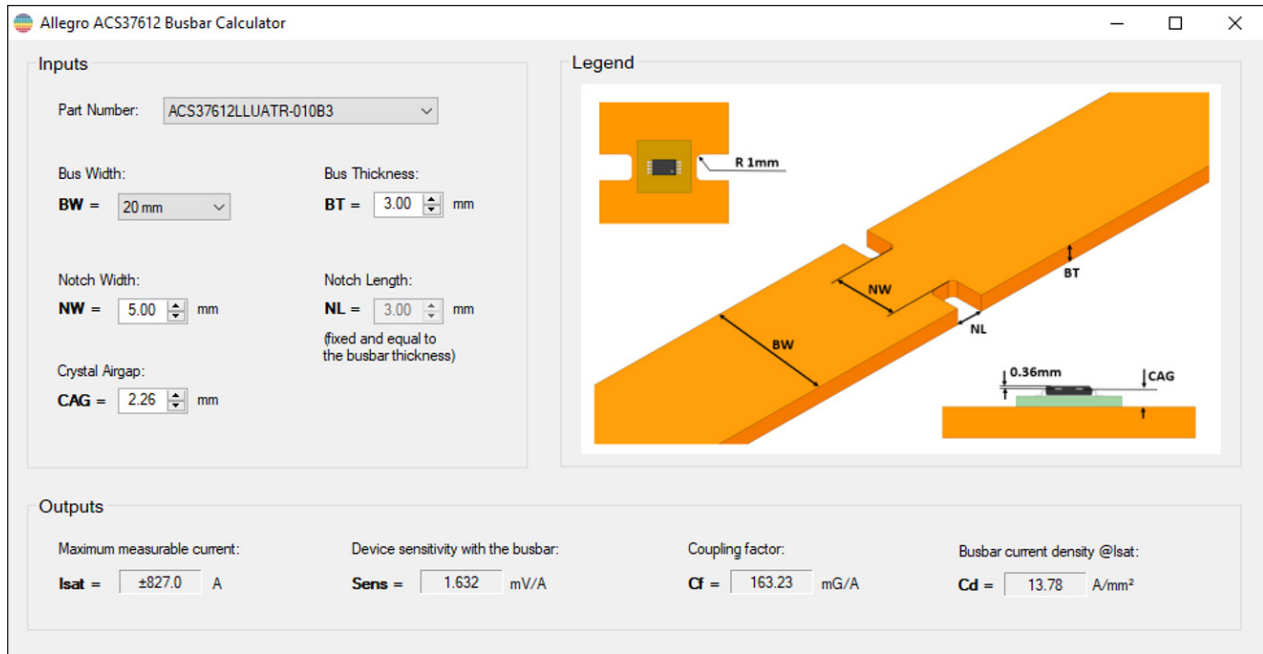 Allegro ACS37612 Busbar Calculator
Inputs
Part Number: ACS37612LLUATR-010B3
Bus Width:
BW = 20 mm
Bus Thickness:
BT = 3.00 mm
Notch Width:
NW = 5.00 mm
Notch Length:
NL = 3.00 mm
(fixed and equal to
the busbar thickness)
Crystal Airgap:
CAG = 2.26 mm
Legend
R 1mm
BT
NW
NL
BW
0.36mm
CAG
Outputs
Maximum measurable current:
Isat = ±827.0 A
Device sensitivity with the busbar:
Sens = 1.632 mV/A
Coupling factor:
Cf = 163.23 mG/A
Busbar current density @Isat:
Cd = 13.78 A/mm²